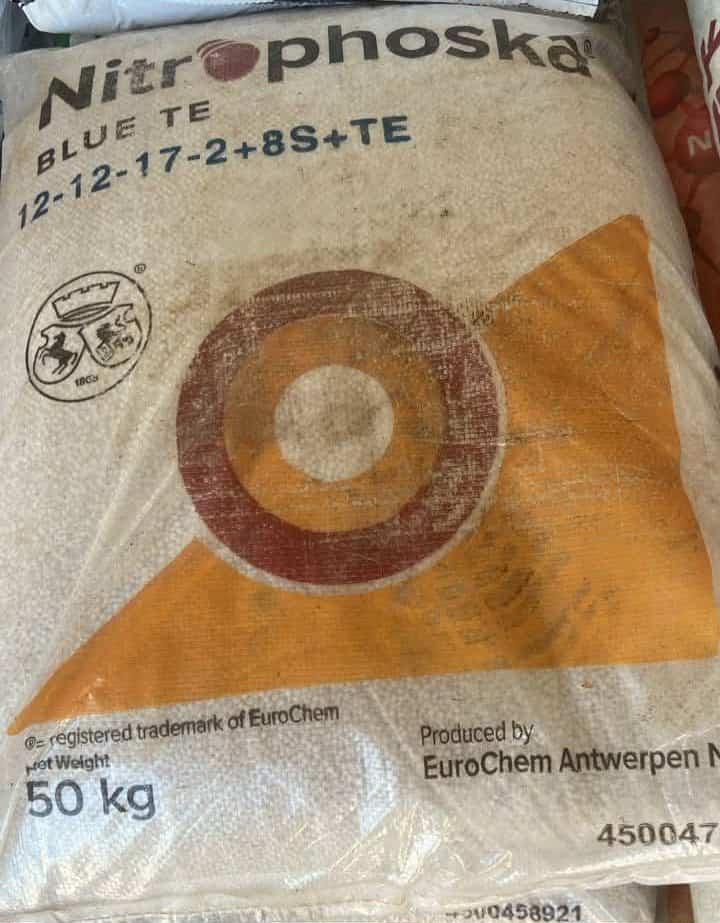 Nitrophoska®
BLUE TE
12-12-17-2+8S+TE
®
®= registered trademark of EuroChem
Net Weight
50 kg
Produced by
EuroChem Antwerpen N
450047